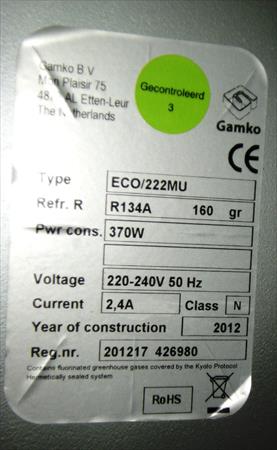 Gamko B V
Mon Plaisir 75
AL Etten-Leur
The Netherlands
Gecontroleerd
3
Gamko
CE
Type ECO/222MU
Refr. R R134A 160 gr
Pwr cons. 370W
Voltage 220-240V 50 Hz
Current 2,4A Class N
Year of construction 2012
Reg.nr. 201217 426980
Contains fluorinated greenhouse gases covered by the Kyoto Protocol
Hermetically sealed system
RoHS